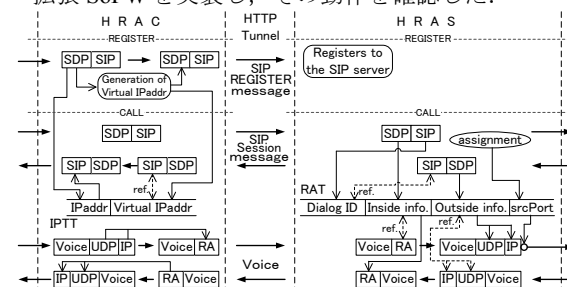 拡張 SoFW を実装し，その動作を確認した．
HRAC
HTTP
Tunnel
HRAS
REGISTER
REGISTER
SDP SIP
SDP SIP
Generation of
Virtual IPaddr
SIP
REGISTER
message
Registers to
the SIP server
CALL
CALL
SDP SIP
SIP
Session
message
SDP SIP
assignment
SIP SDP
SIP SDP
SIP SDP
ref.
ref.
RAT
IPaddr Virtual IPaddr
Dialog ID Inside info. Outside info. srcPort
IPTT
ref.
ref.
Voice UDP IP
Voice RA
Voice
Voice RA
Voice UDP IP
IP UDP Voice
RA Voice
RA Voice
IP UDP Voice